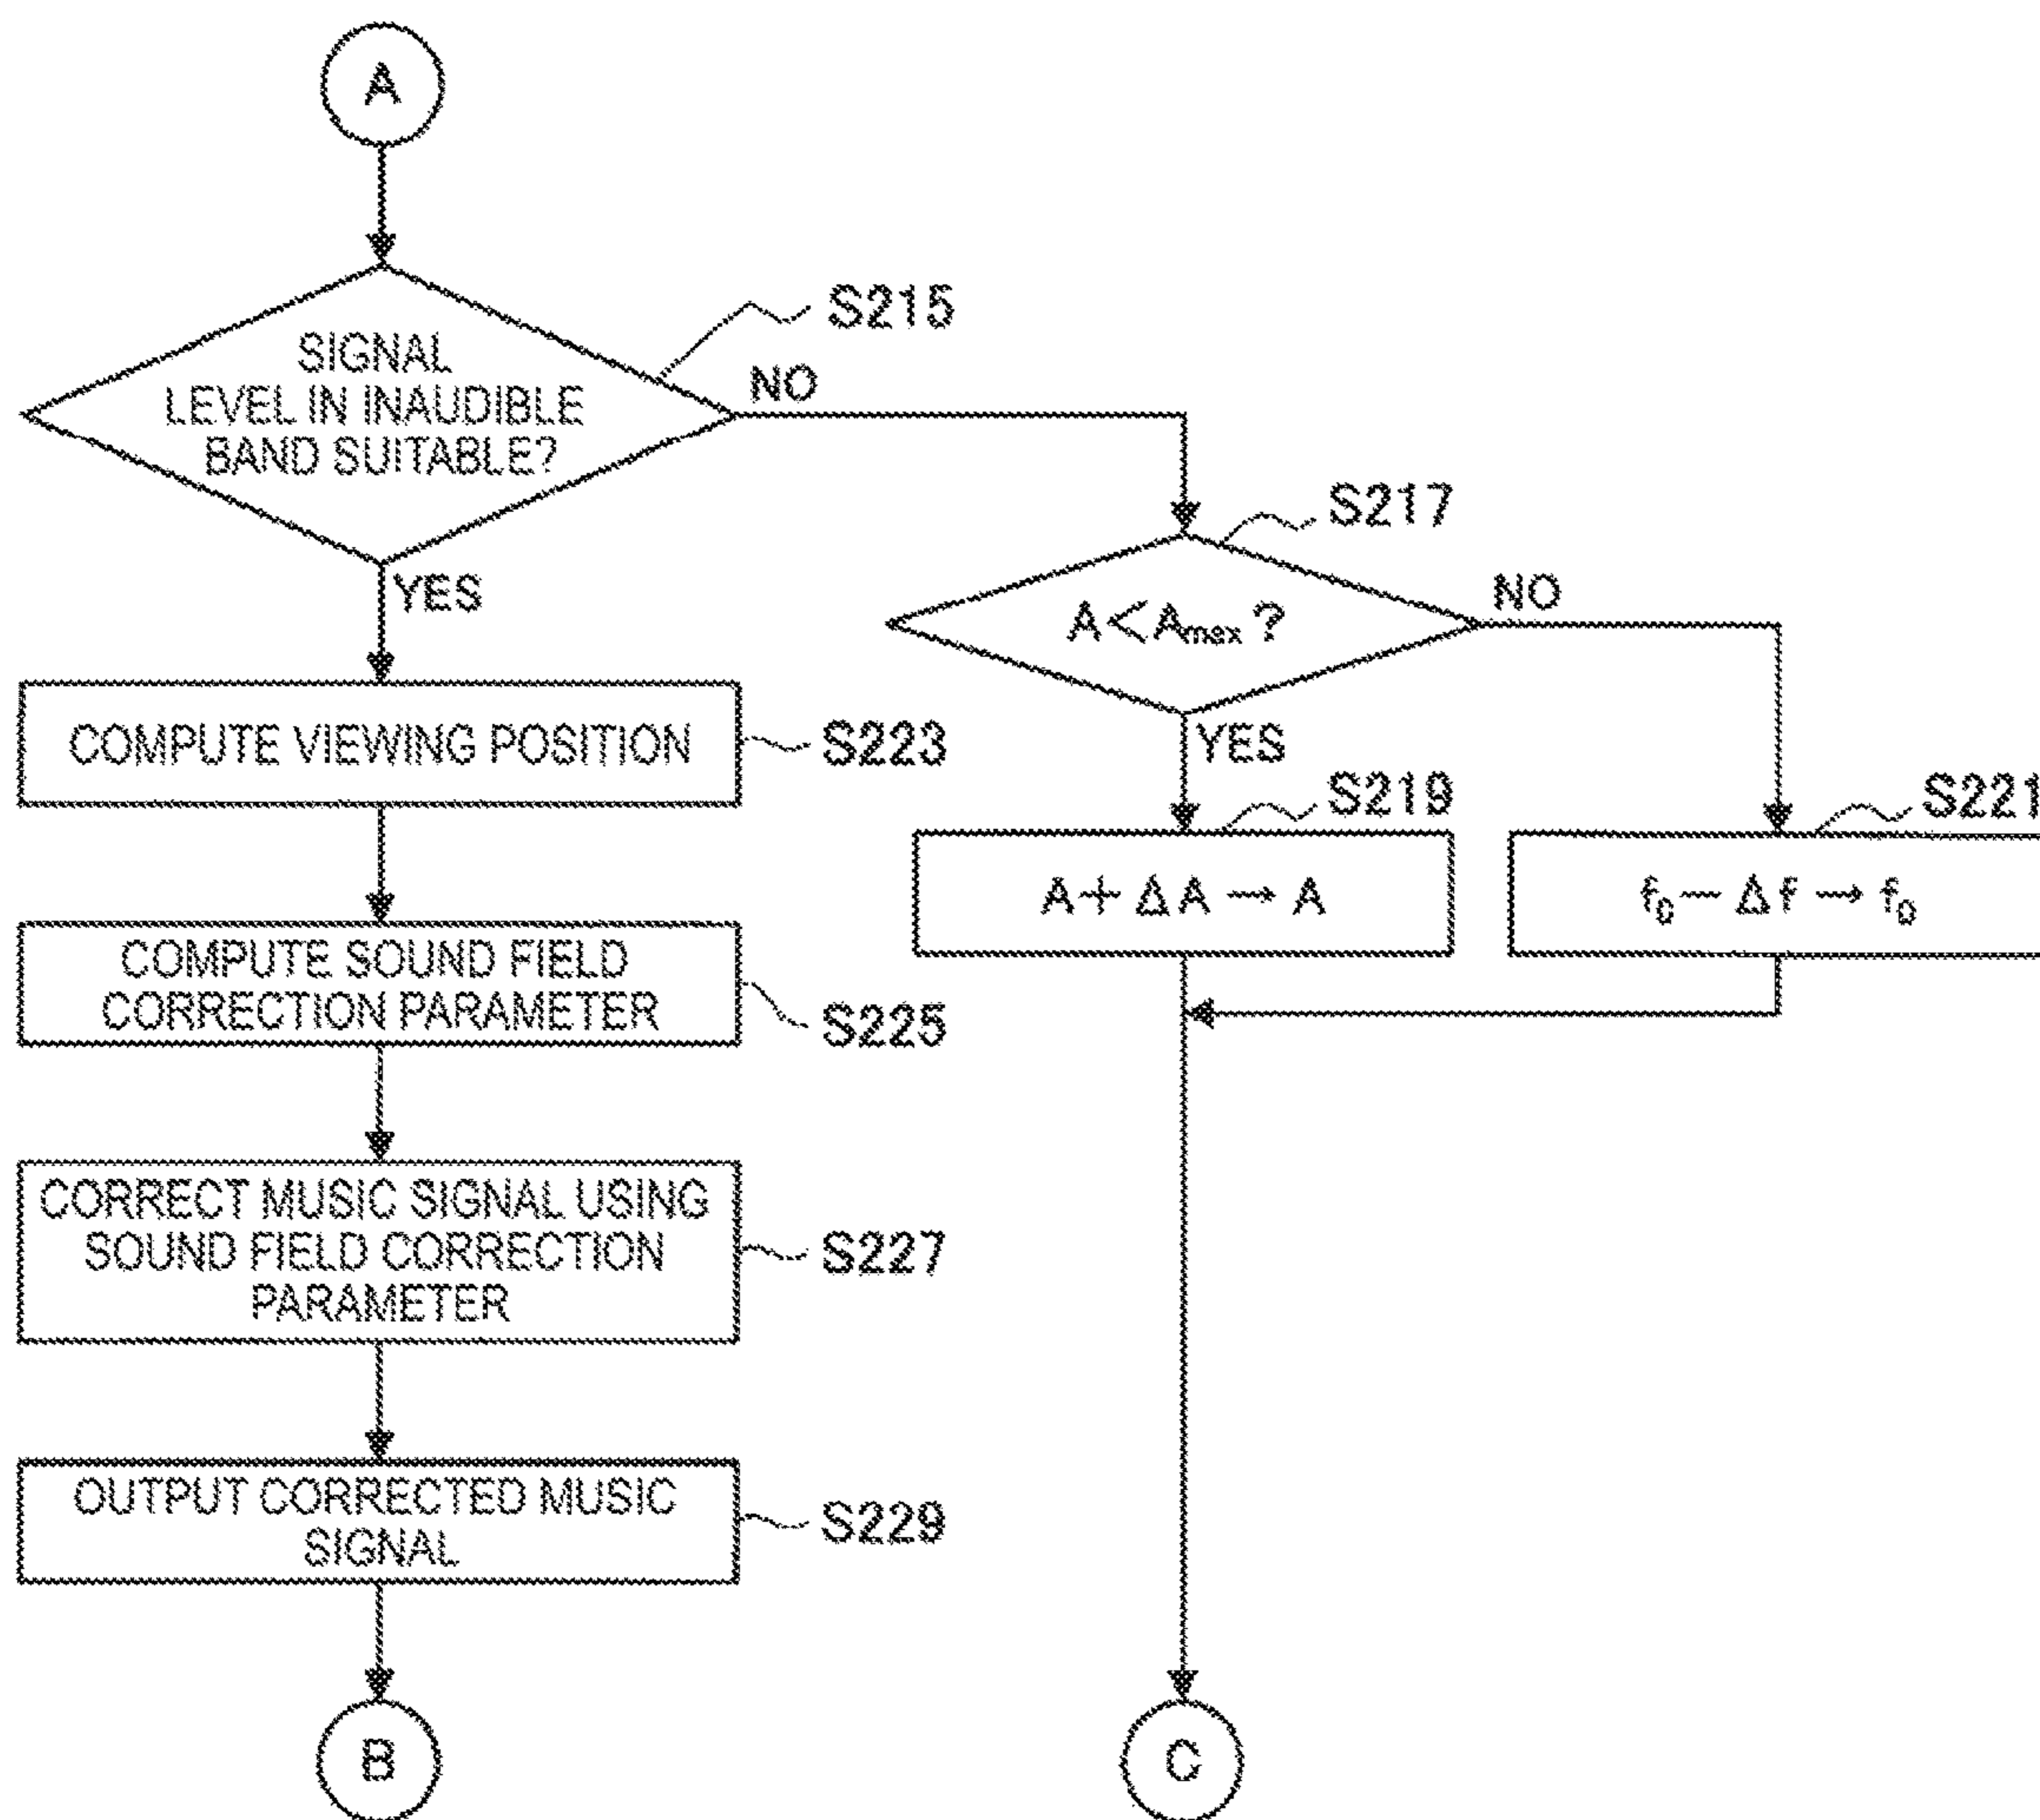 A
S215
SIGNAL
LEVEL IN INAUDIBLE
BAND SUITABLE?
NO
YES
S217
A<Amax ?
NO
YES
COMPUTE VIEWING POSITION
S223
S219
A+ΔA→A
S221
f₀−Δf→f₀
COMPUTE SOUND FIELD
CORRECTION PARAMETER
S225
CORRECT MUSIC SIGNAL USING
SOUND FIELD CORRECTION
PARAMETER
S227
OUTPUT CORRECTED MUSIC
SIGNAL
S229
B
C